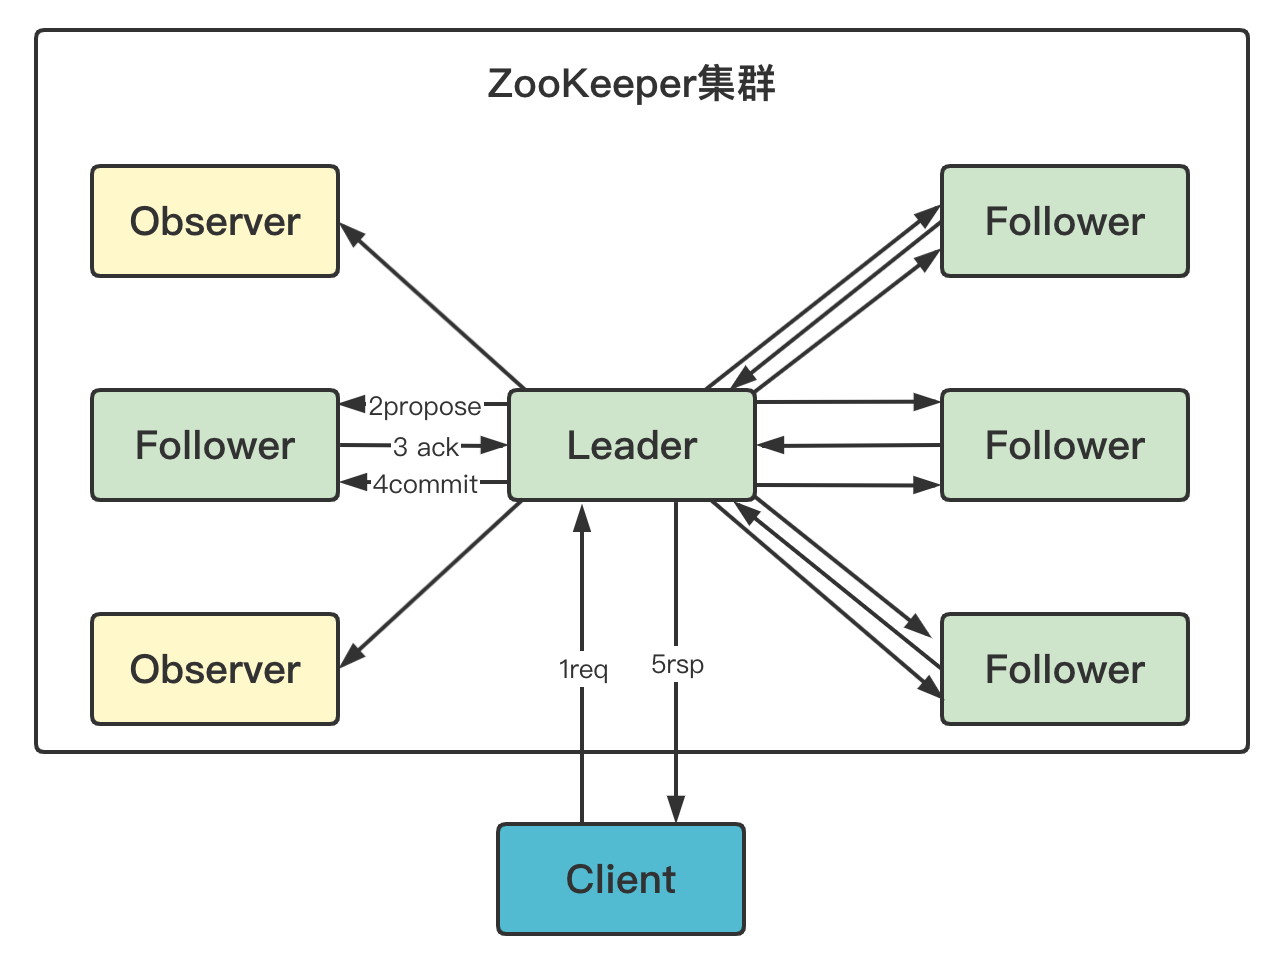 ZooKeeper集群
Observer
Follower
2propose
Follower
3 ack
4commit
Leader
Follower
Observer
1req
5rsp
Follower
Client